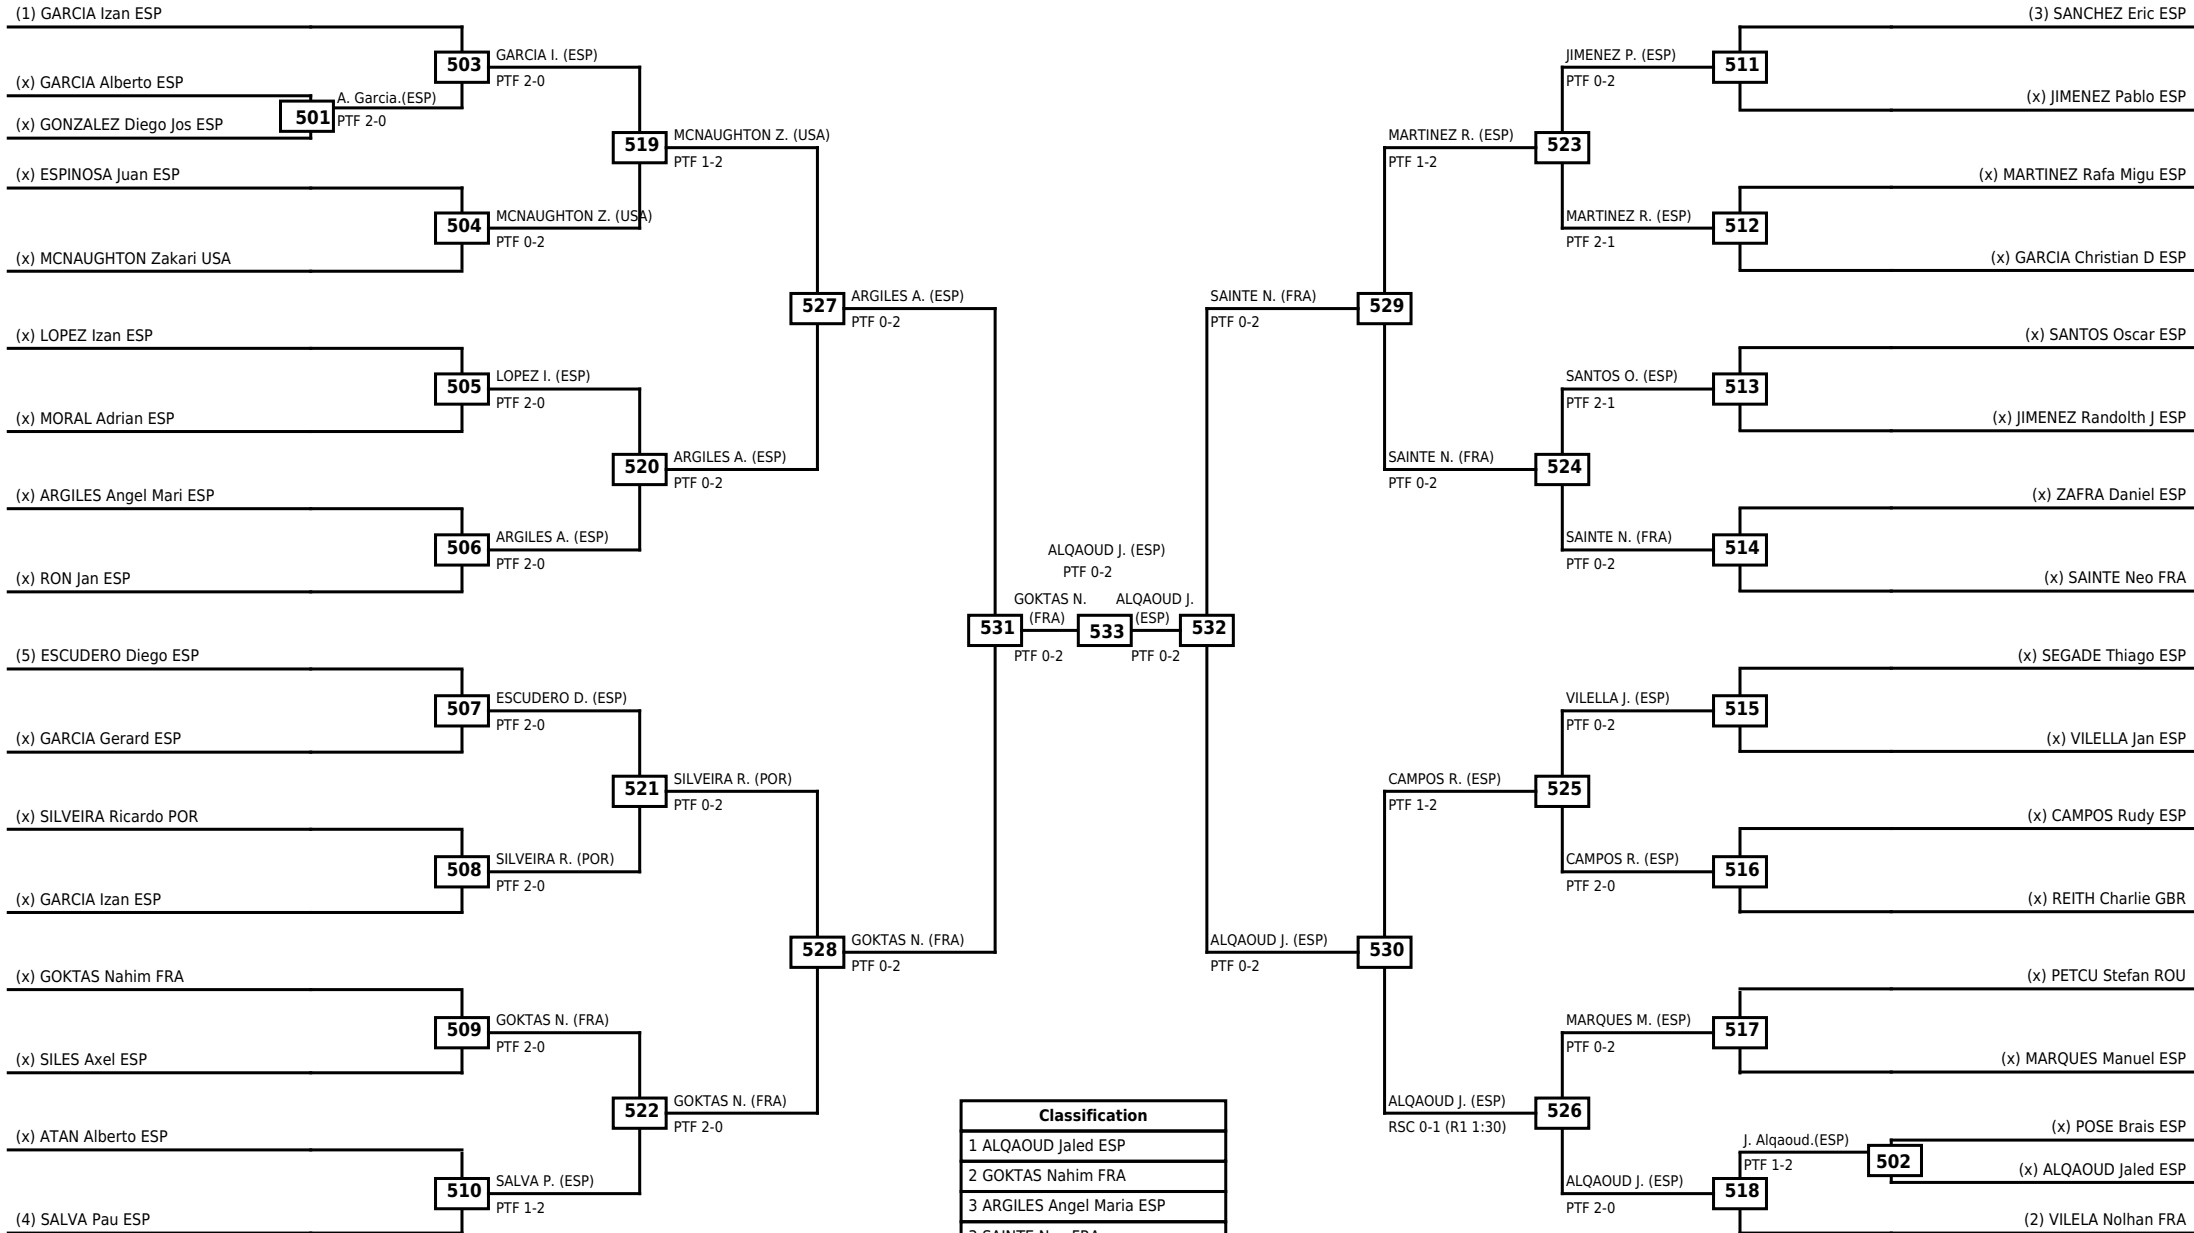 (1) GARCIA Izan ESP
(x) GARCIA Alberto ESP
(x) GONZALEZ Diego Jos ESP
(x) ESPINOSA Juan ESP
(x) MCNAUGHTON Zakari USA
(x) LOPEZ Izan ESP
(x) MORAL Adrian ESP
(x) ARGILES Angel Mari ESP
(x) RON Jan ESP
(5) ESCUDERO Diego ESP
(x) GARCIA Gerard ESP
(x) SILVEIRA Ricardo POR
(x) GARCIA Izan ESP
(x) GOKTAS Nahim FRA
(x) SILES Axel ESP
(x) ATAN Alberto ESP
(4) SALVA Pau ESP
501
A. Garcia.(ESP)
PTF 2-0
503
GARCIA I. (ESP)
PTF 2-0
504
MCNAUGHTON Z. (USA)
PTF 0-2
505
LOPEZ I. (ESP)
PTF 2-0
506
ARGILES A. (ESP)
PTF 2-0
507
ESCUDERO D. (ESP)
PTF 2-0
508
SILVEIRA R. (POR)
PTF 2-0
509
GOKTAS N. (FRA)
PTF 2-0
510
SALVA P. (ESP)
PTF 1-2
519
MCNAUGHTON Z. (USA)
PTF 1-2
520
ARGILES A. (ESP)
PTF 0-2
521
SILVEIRA R. (POR)
PTF 0-2
522
GOKTAS N. (FRA)
PTF 2-0
527
ARGILES A. (ESP)
PTF 0-2
528
GOKTAS N. (FRA)
PTF 0-2
531
GOKTAS N.
(FRA)
PTF 0-2
ALQAOUD J. (ESP)
PTF 0-2
533
ALQAOUD J.
(ESP)
PTF 0-2
532
SAINTE N. (FRA)
PTF 0-2
529
ALQAOUD J. (ESP)
PTF 0-2
530
MARTINEZ R. (ESP)
PTF 1-2
523
SAINTE N. (FRA)
PTF 0-2
524
CAMPOS R. (ESP)
PTF 1-2
525
ALQAOUD J. (ESP)
RSC 0-1 (R1 1:30)
526
JIMENEZ P. (ESP)
PTF 0-2
511
MARTINEZ R. (ESP)
PTF 2-1
512
SANTOS O. (ESP)
PTF 2-1
513
SAINTE N. (FRA)
PTF 0-2
514
VILELLA J. (ESP)
PTF 0-2
515
CAMPOS R. (ESP)
PTF 2-0
516
MARQUES M. (ESP)
PTF 0-2
517
ALQAOUD J. (ESP)
PTF 2-0
518
J. Alqaoud.(ESP)
PTF 1-2
502
(3) SANCHEZ Eric ESP
(x) JIMENEZ Pablo ESP
(x) MARTINEZ Rafa Migu ESP
(x) GARCIA Christian D ESP
(x) SANTOS Oscar ESP
(x) JIMENEZ Randolth J ESP
(x) ZAFRA Daniel ESP
(x) SAINTE Neo FRA
(x) SEGADE Thiago ESP
(x) VILELLA Jan ESP
(x) CAMPOS Rudy ESP
(x) REITH Charlie GBR
(x) PETCU Stefan ROU
(x) MARQUES Manuel ESP
(x) POSE Brais ESP
(x) ALQAOUD Jaled ESP
(2) VILELA Nolhan FRA
Classification
1 ALQAOUD Jaled ESP
2 GOKTAS Nahim FRA
3 ARGILES Angel Maria ESP
3 SAINTE Neo FRA